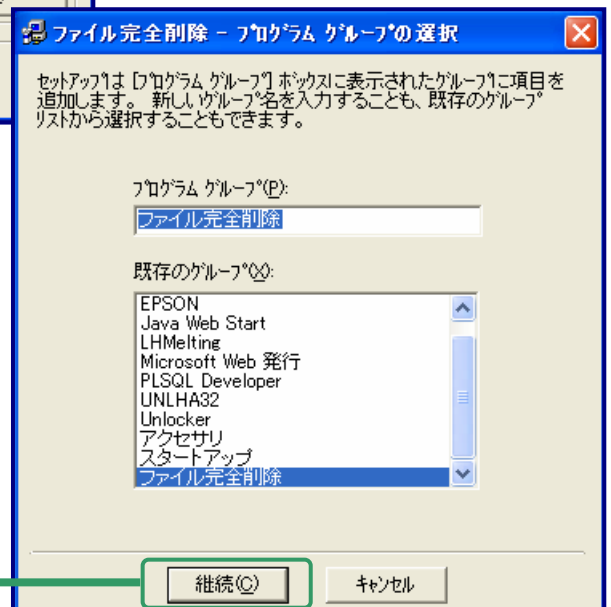 ファイル完全削除 - プログラム グループの選択
セットアップは [プログラム グループ] ボックスに表示されたグループに項目を
追加します。 新しいグループ名を入力することも、既存のグループ
リストから選択することもできます。
プログラム グループ(P):
ファイル完全削除
既存のグループ(X):
EPSON
Java Web Start
LHMelting
Microsoft Web 発行
PLSQL Developer
UNLHA32
Unlocker
アクセサリ
スタートアップ
ファイル完全削除
継続(C)
キャンセル